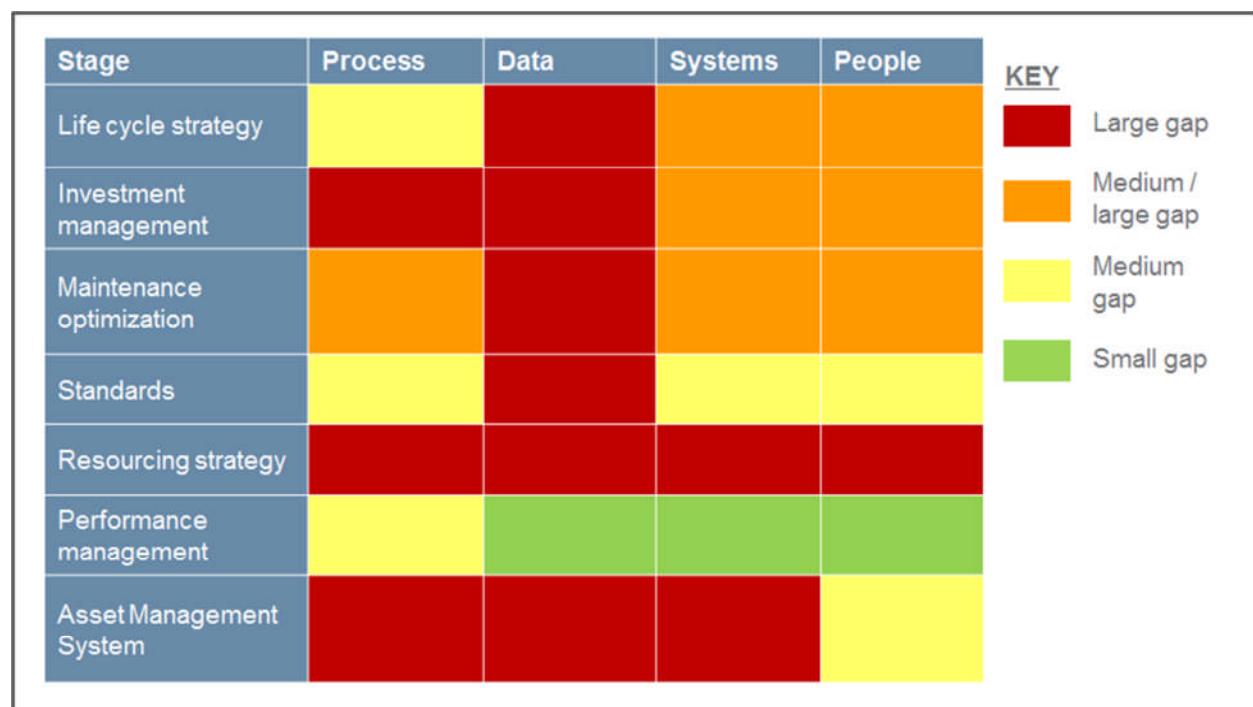 Stage Process Data Systems People
Life cycle strategy
Investment
management
Maintenance
optimization
Standards
Resourcing strategy
Performance
management
Asset Management
System
KEY
Large gap
Medium /
large gap
Medium
gap
Small gap